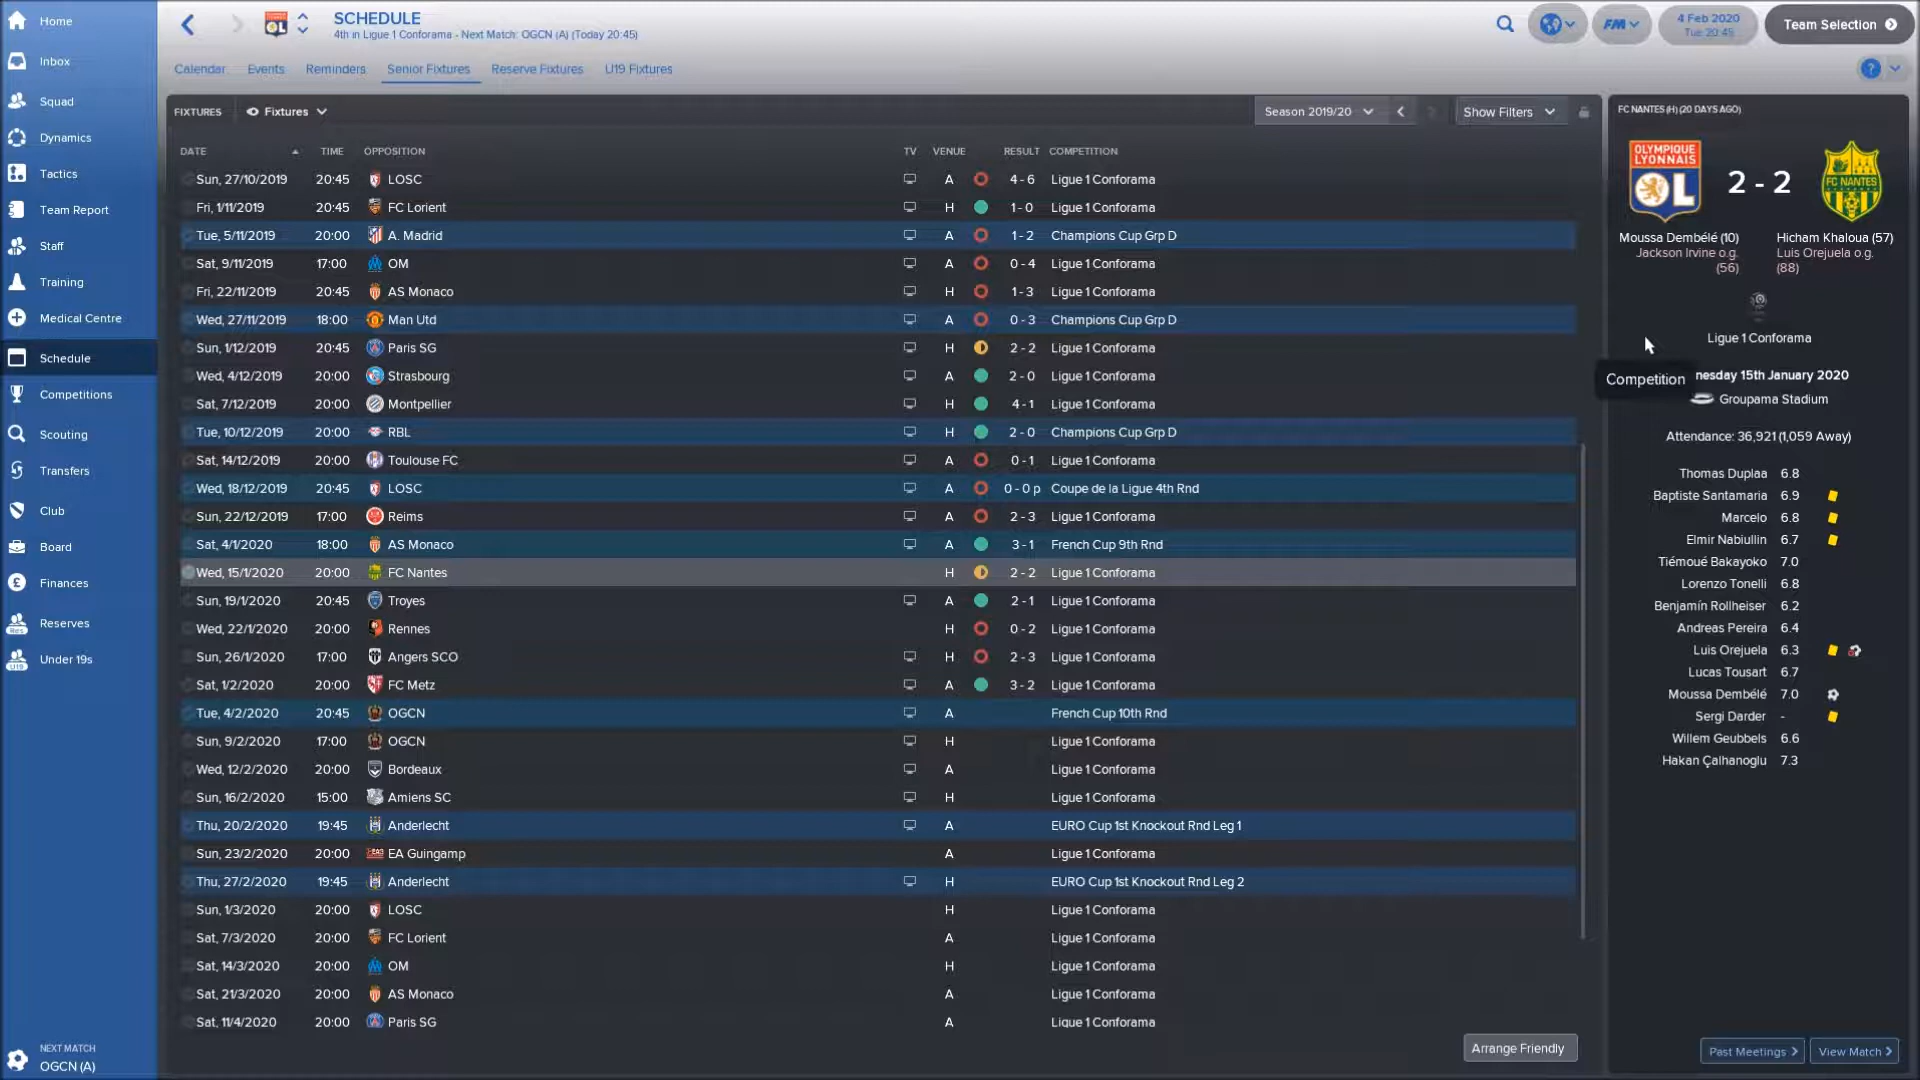 Home
Inbox
Squad
Dynamics
Tactics
Team Report
Staff
Training
Medical Centre
Schedule
Competitions
Scouting
Transfers
Club
Board
Finances
Reserves
Under 19s
NEXT MATCH
OGCN (A)
SCHEDULE
4th in Ligue 1 Conforama - Next Match: OGCN (A) (Today 20:45)
FM
4 Feb 2020
Tue 20:45
Team Selection
Calendar Events Reminders Senior Fixtures Reserve Fixtures U19 Fixtures
?
FIXTURES Fixtures Season 2019/20 Show Filters
DATE TIME OPPOSITION TV VENUE RESULT COMPETITION
Sun, 27/10/2019 20:45 LOSC A 4 - 6 Ligue 1 Conforama
Fri, 1/11/2019 20:45 FC Lorient H 1 - 0 Ligue 1 Conforama
Tue, 5/11/2019 20:00 A. Madrid A 1 - 2 Champions Cup Grp D
Sat, 9/11/2019 17:00 OM A 0 - 4 Ligue 1 Conforama
Fri, 22/11/2019 20:45 AS Monaco H 1 - 3 Ligue 1 Conforama
Wed, 27/11/2019 18:00 Man Utd A 0 - 3 Champions Cup Grp D
Sun, 1/12/2019 20:45 Paris SG H 2 - 2 Ligue 1 Conforama
Wed, 4/12/2019 20:00 Strasbourg A 2 - 0 Ligue 1 Conforama
Sat, 7/12/2019 20:00 Montpellier H 4 - 1 Ligue 1 Conforama
Tue, 10/12/2019 20:00 RBL H 2 - 0 Champions Cup Grp D
Sat, 14/12/2019 20:00 Toulouse FC A 0 - 1 Ligue 1 Conforama
Wed, 18/12/2019 20:45 LOSC A 0 - 0 p Coupe de la Ligue 4th Rnd
Sun, 22/12/2019 17:00 Reims A 2 - 3 Ligue 1 Conforama
Sat, 4/1/2020 18:00 AS Monaco A 3 - 1 French Cup 9th Rnd
Wed, 15/1/2020 20:00 FC Nantes H 2 - 2 Ligue 1 Conforama
Sun, 19/1/2020 20:45 Troyes A 2 - 1 Ligue 1 Conforama
Wed, 22/1/2020 20:00 Rennes H 0 - 2 Ligue 1 Conforama
Sun, 26/1/2020 17:00 Angers SCO H 2 - 3 Ligue 1 Conforama
Sat, 1/2/2020 20:00 FC Metz A 3 - 2 Ligue 1 Conforama
Tue, 4/2/2020 20:45 OGCN A French Cup 10th Rnd
Sun, 9/2/2020 17:00 OGCN H Ligue 1 Conforama
Wed, 12/2/2020 20:00 Bordeaux A Ligue 1 Conforama
Sun, 16/2/2020 15:00 Amiens SC H Ligue 1 Conforama
Thu, 20/2/2020 19:45 Anderlecht A EURO Cup 1st Knockout Rnd Leg 1
Sun, 23/2/2020 20:00 EA Guingamp A Ligue 1 Conforama
Thu, 27/2/2020 19:45 Anderlecht H EURO Cup 1st Knockout Rnd Leg 2
Sun, 1/3/2020 20:00 LOSC H Ligue 1 Conforama
Sat, 7/3/2020 20:00 FC Lorient A Ligue 1 Conforama
Sat, 14/3/2020 20:00 OM H Ligue 1 Conforama
Sat, 21/3/2020 20:00 AS Monaco A Ligue 1 Conforama
Sat, 11/4/2020 20:00 Paris SG A Ligue 1 Conforama
Arrange Friendly
FC NANTES (H) (20 DAYS AGO)
OLYMPIQUE
LYONNAIS
OL
2 - 2
FC NANTES
Moussa Dembélé (10) Hicham Khaloua (57)
Jackson Irvine o.g. Luis Orejuela o.g.
(56) (88)
Ligue 1 Conforama
Competition
nesday 15th January 2020
Groupama Stadium
Attendance: 36,921 (1,059 Away)
Thomas Duplaa 6.8
Baptiste Santamaria 6.9
Marcelo 6.8
Elmir Nabiullin 6.7
Tiémoué Bakayoko 7.0
Lorenzo Tonelli 6.8
Benjamín Rollheiser 6.2
Andreas Pereira 6.4
Luis Orejuela 6.3
Lucas Tousart 6.7
Moussa Dembélé 7.0
Sergi Darder -
Willem Geubbels 6.6
Hakan Çalhanoglu 7.3
Past Meetings View Match